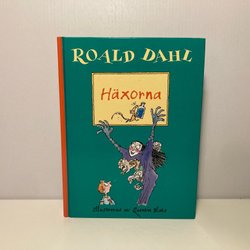 ROALD DAHL
Häxorna
Illustrerad av Quentin Blake